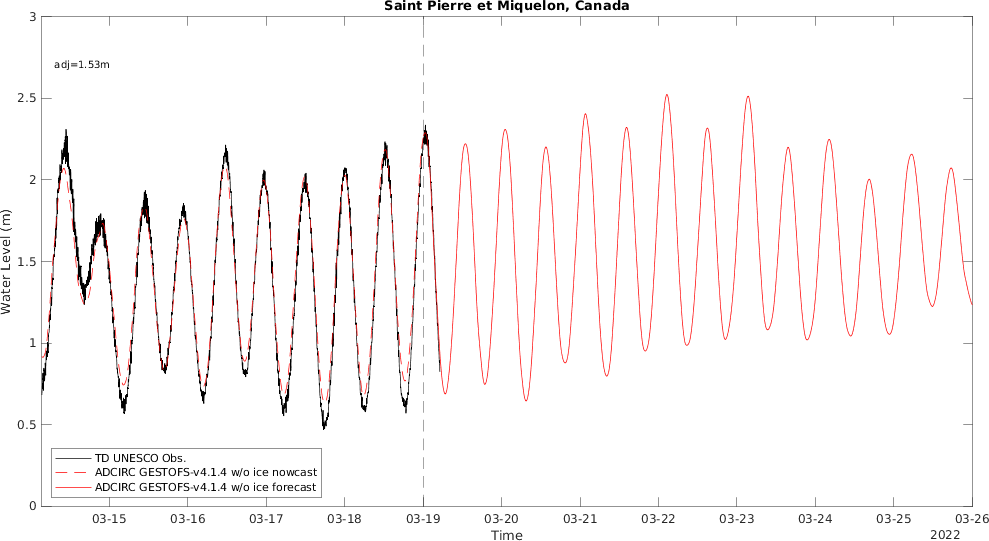 Saint Pierre et Miquelon, Canada
3
adj=1.53m
2.5
2
1.5
1
0.5
0
Water Level (m)
TD UNESCO Obs.
ADCIRC GESTOFS-v4.1.4 w/o ice nowcast
ADCIRC GESTOFS-v4.1.4 w/o ice forecast
03-15 03-16 03-17 03-18 03-19 03-20 03-21 03-22 03-23 03-24 03-25 03-26
Time
2022